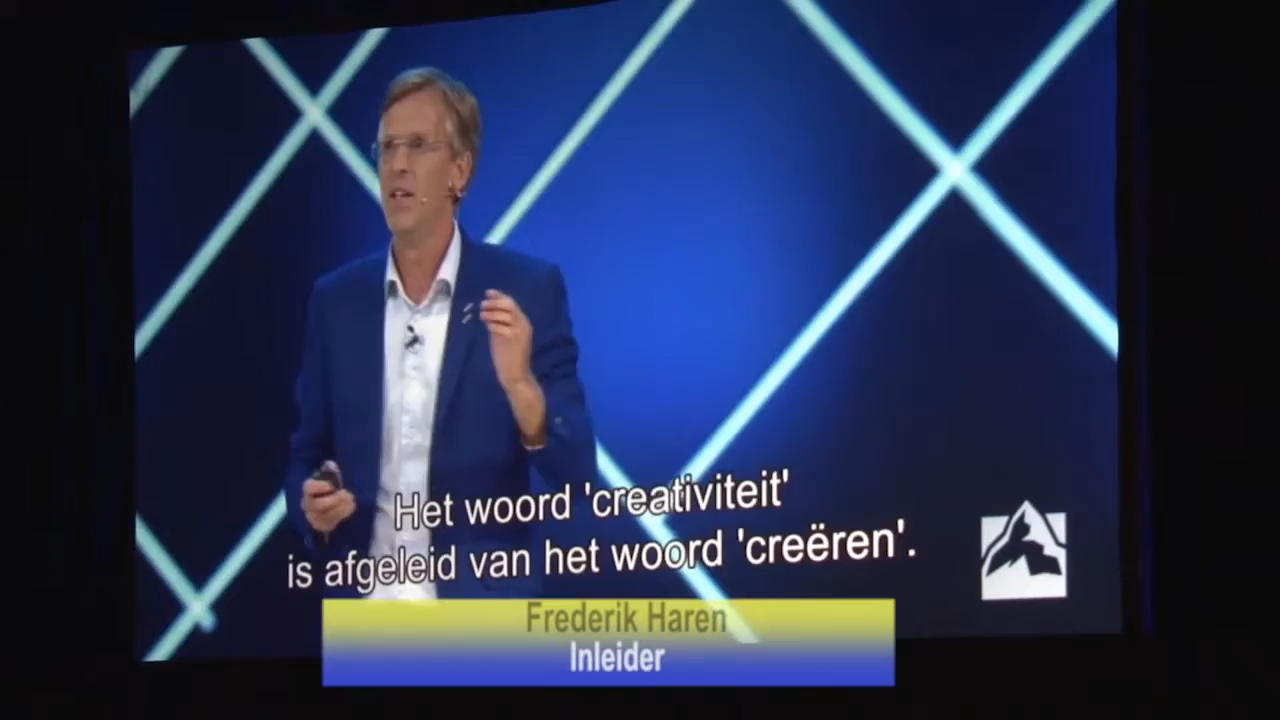 Het woord 'creativiteit'
is afgeleid van het woord 'creëren'.
Frederik Haren
Inleider